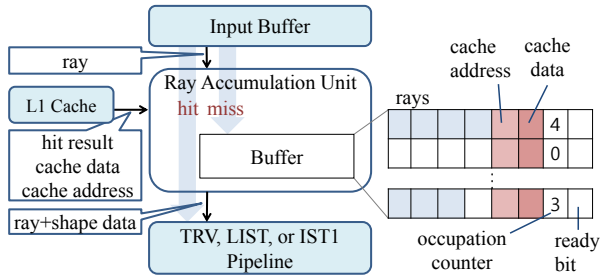 Input Buffer
ray
Ray Accumulation Unit
hit miss
L1 Cache
hit result
cache data
cache address
Buffer
ray+shape data
TRV, LIST, or IST1
Pipeline
cache
address
cache
data
rays
4
0
⋮
3
occupation
counter
ready
bit